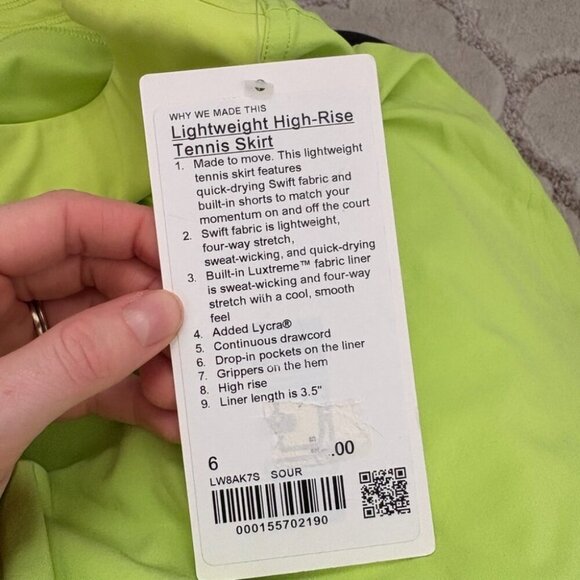 WHY WE MADE THIS
Lightweight High-Rise
Tennis Skirt
1. Made to move. This lightweight
tennis skirt features
quick-drying Swift fabric and
built-in shorts to match your
momentum on and off the court
2. Swift fabric is lightweight,
four-way stretch,
sweat-wicking, and quick-drying
3. Built-in Luxtreme™ fabric liner
is sweat-wicking and four-way
stretch with a cool, smooth
feel
4. Added Lycra®
5. Continuous drawcord
6. Drop-in pockets on the liner
7. Grippers on the hem
8. High rise
9. Liner length is 3.5"
6 .00
LW8AK7S SOUR
000155702190